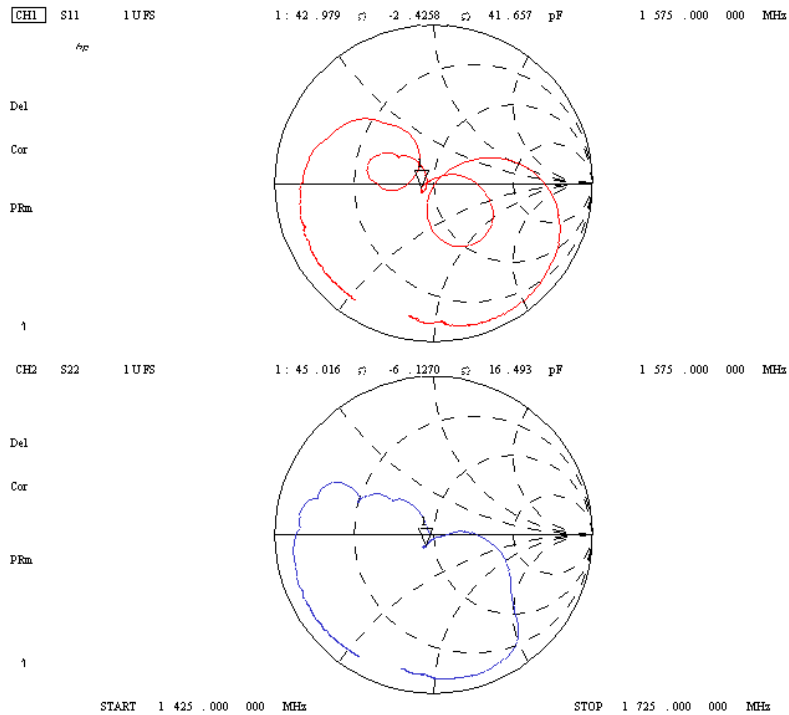 CH1 S11 1 U FS 1: 42 .979 Ω -2 .4258 Ω 41.657 pF 1 575 .000 000 MHz
hp
Del
Cor
PRm
↑
1
CH2 S22 1 U FS 1: 45 .016 Ω -6 .1270 Ω 16.493 pF 1 575 .000 000 MHz
Del
Cor
PRm
↑
1
START 1 425 .000 000 MHz STOP 1 725 .000 000 MHz